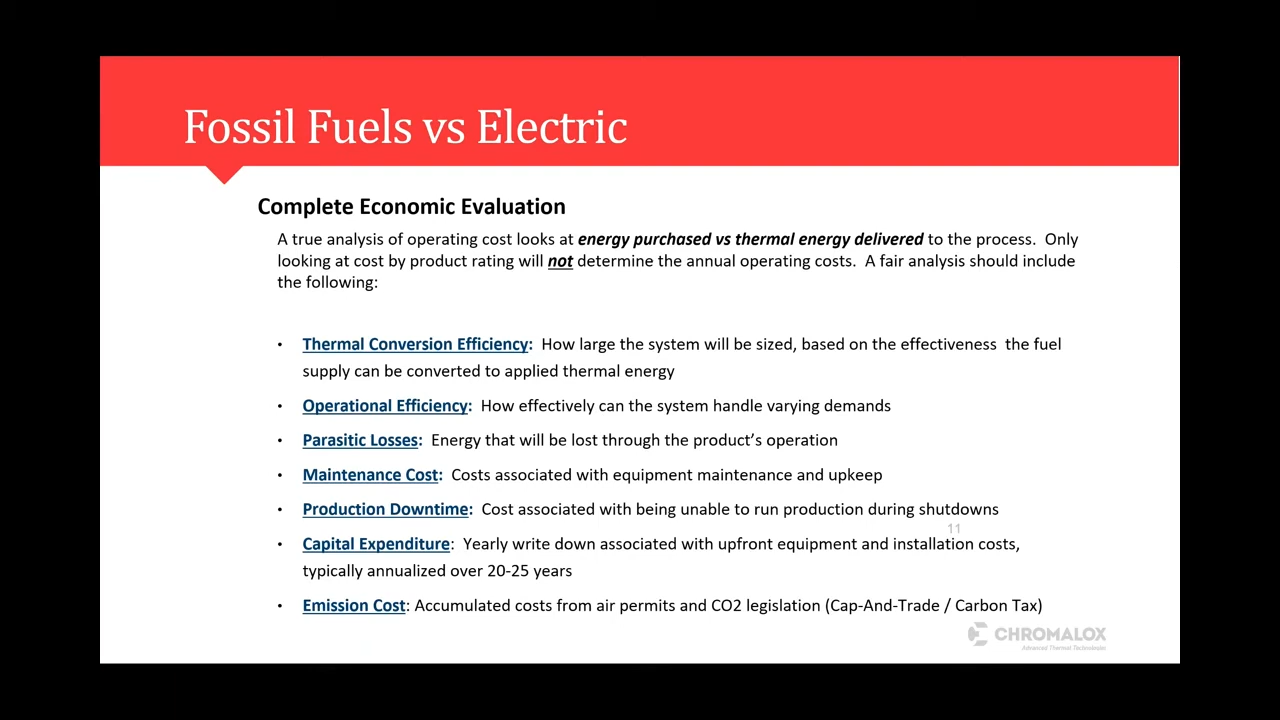 Fossil Fuels vs Electric
Complete Economic Evaluation
A true analysis of operating cost looks at energy purchased vs thermal energy delivered to the process.  Only
looking at cost by product rating will not determine the annual operating costs.  A fair analysis should include
the following:
• Thermal Conversion Efficiency:  How large the system will be sized, based on the effectiveness  the fuel
supply can be converted to applied thermal energy
• Operational Efficiency:  How effectively can the system handle varying demands
• Parasitic Losses:  Energy that will be lost through the product's operation
• Maintenance Cost:  Costs associated with equipment maintenance and upkeep
• Production Downtime:  Cost associated with being unable to run production during shutdowns
11
• Capital Expenditure:  Yearly write down associated with upfront equipment and installation costs,
typically annualized over 20-25 years
• Emission Cost: Accumulated costs from air permits and CO2 legislation (Cap-And-Trade / Carbon Tax)
CHROMALOX
Advanced Thermal Technologies